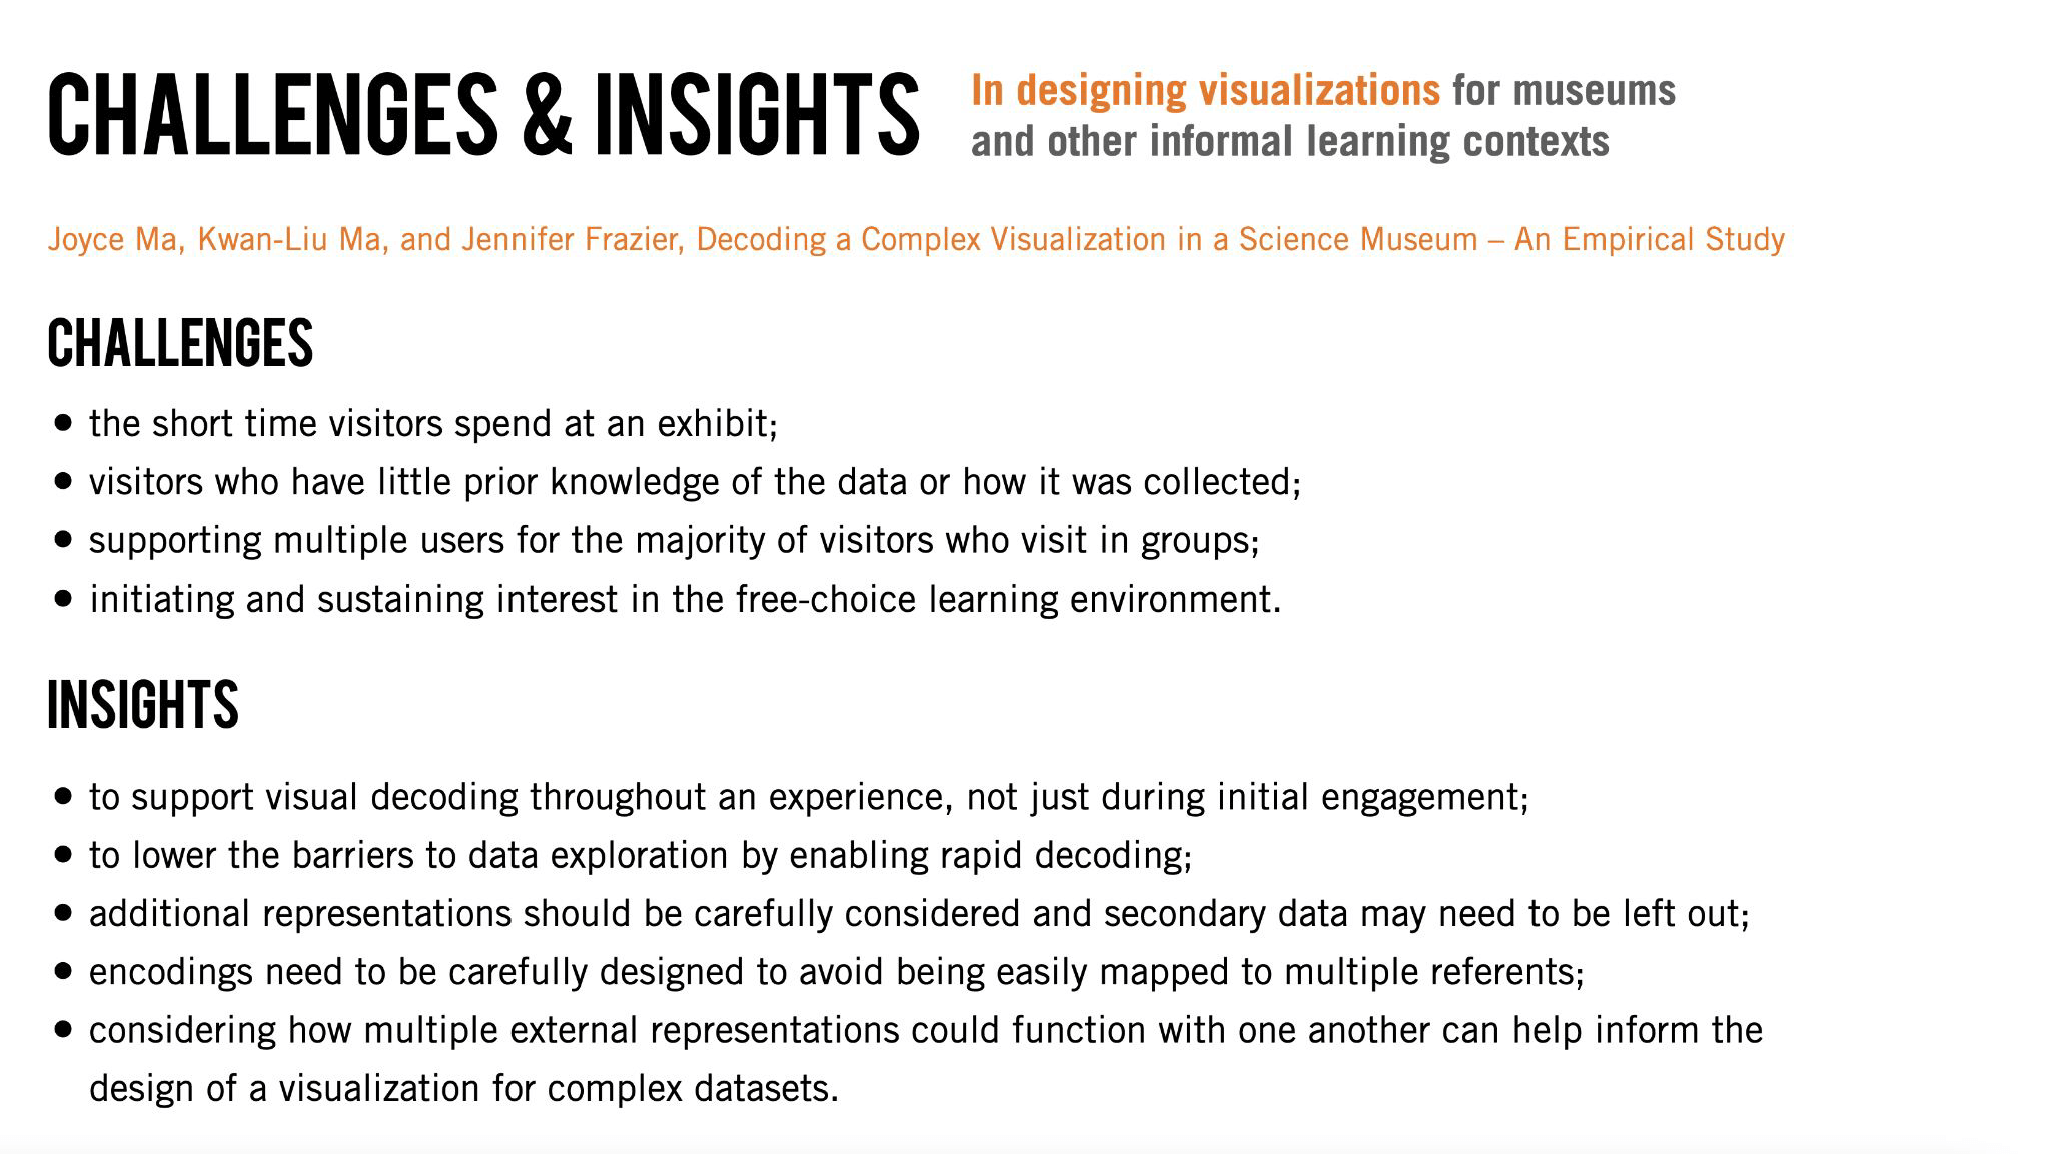 CHALLENGES & INSIGHTS
In designing visualizations for museums
and other informal learning contexts
Joyce Ma, Kwan-Liu Ma, and Jennifer Frazier, Decoding a Complex Visualization in a Science Museum – An Empirical Study
CHALLENGES
• the short time visitors spend at an exhibit;
• visitors who have little prior knowledge of the data or how it was collected;
• supporting multiple users for the majority of visitors who visit in groups;
• initiating and sustaining interest in the free-choice learning environment.
INSIGHTS
• to support visual decoding throughout an experience, not just during initial engagement;
• to lower the barriers to data exploration by enabling rapid decoding;
• additional representations should be carefully considered and secondary data may need to be left out;
• encodings need to be carefully designed to avoid being easily mapped to multiple referents;
• considering how multiple external representations could function with one another can help inform the
design of a visualization for complex datasets.